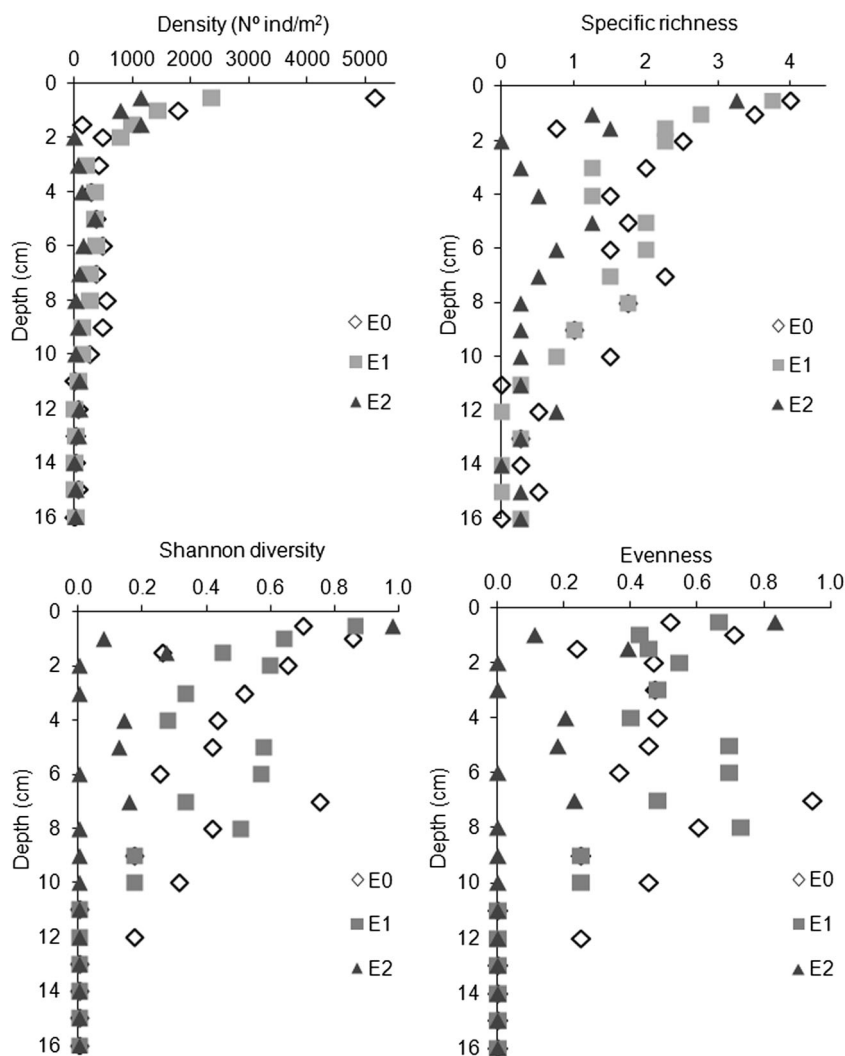 Density (Nº ind/m²)
0 1000 2000 3000 4000 5000
Depth (cm)
0
2
4
6
8
10
12
14
16
E0
E1
E2
Specific richness
0 1 2 3 4
Depth (cm)
0
2
4
6
8
10
12
14
16
E0
E1
E2
Shannon diversity
0.0 0.2 0.4 0.6 0.8 1.0
Depth (cm)
0
2
4
6
8
10
12
14
16
E0
E1
E2
Evenness
0.0 0.2 0.4 0.6 0.8 1.0
Depth (cm)
0
2
4
6
8
10
12
14
16
E0
E1
E2